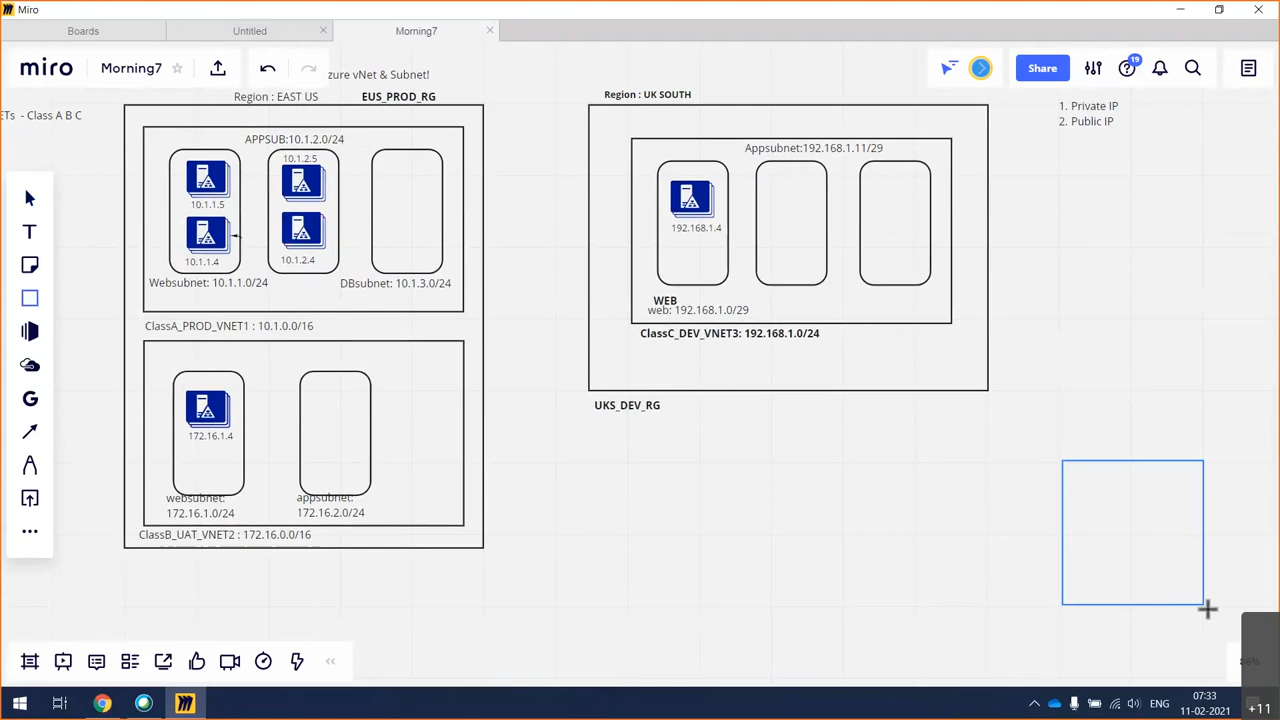 Miro
Boards
Untitled
Morning7
miro
Morning7
Share
19
zure vNet & Subnet!
Region : EAST US
EUS_PROD_RG
Region : UK SOUTH
ETs - Class A B C
1. Private IP
2. Public IP
APPSUB:10.1.2.0/24
10.1.2.5
10.1.1.5
10.1.1.4
10.1.2.4
Websubnet: 10.1.1.0/24
DBsubnet: 10.1.3.0/24
ClassA_PROD_VNET1 : 10.1.0.0/16
Appsubnet:192.168.1.11/29
192.168.1.4
WEB
web: 192.168.1.0/29
ClassC_DEV_VNET3: 192.168.1.0/24
UKS_DEV_RG
172.16.1.4
websubnet:
172.16.1.0/24
appsubnet:
172.16.2.0/24
ClassB_UAT_VNET2 : 172.16.0.0/16
ENG
07:33
11-02-2021
+11